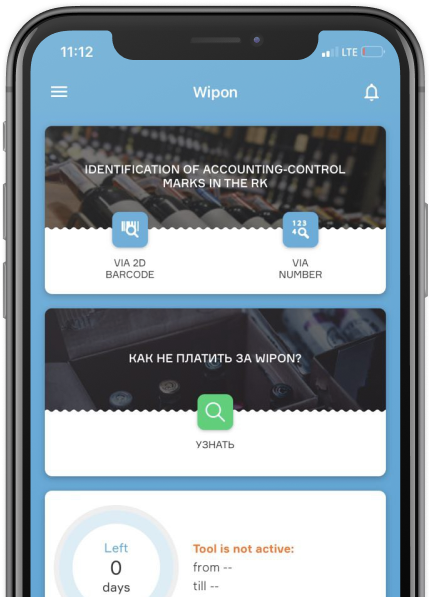 11:12
LTE
Wipon
IDENTIFICATION OF ACCOUNTING-CONTROL
MARKS IN THE RK
123
4
VIA 2D
BARCODE
VIA
NUMBER
КАК НЕ ПЛАТИТЬ ЗА WIPON?
УЗНАТЬ
Left
0
days
Tool is not active:
from --
till --